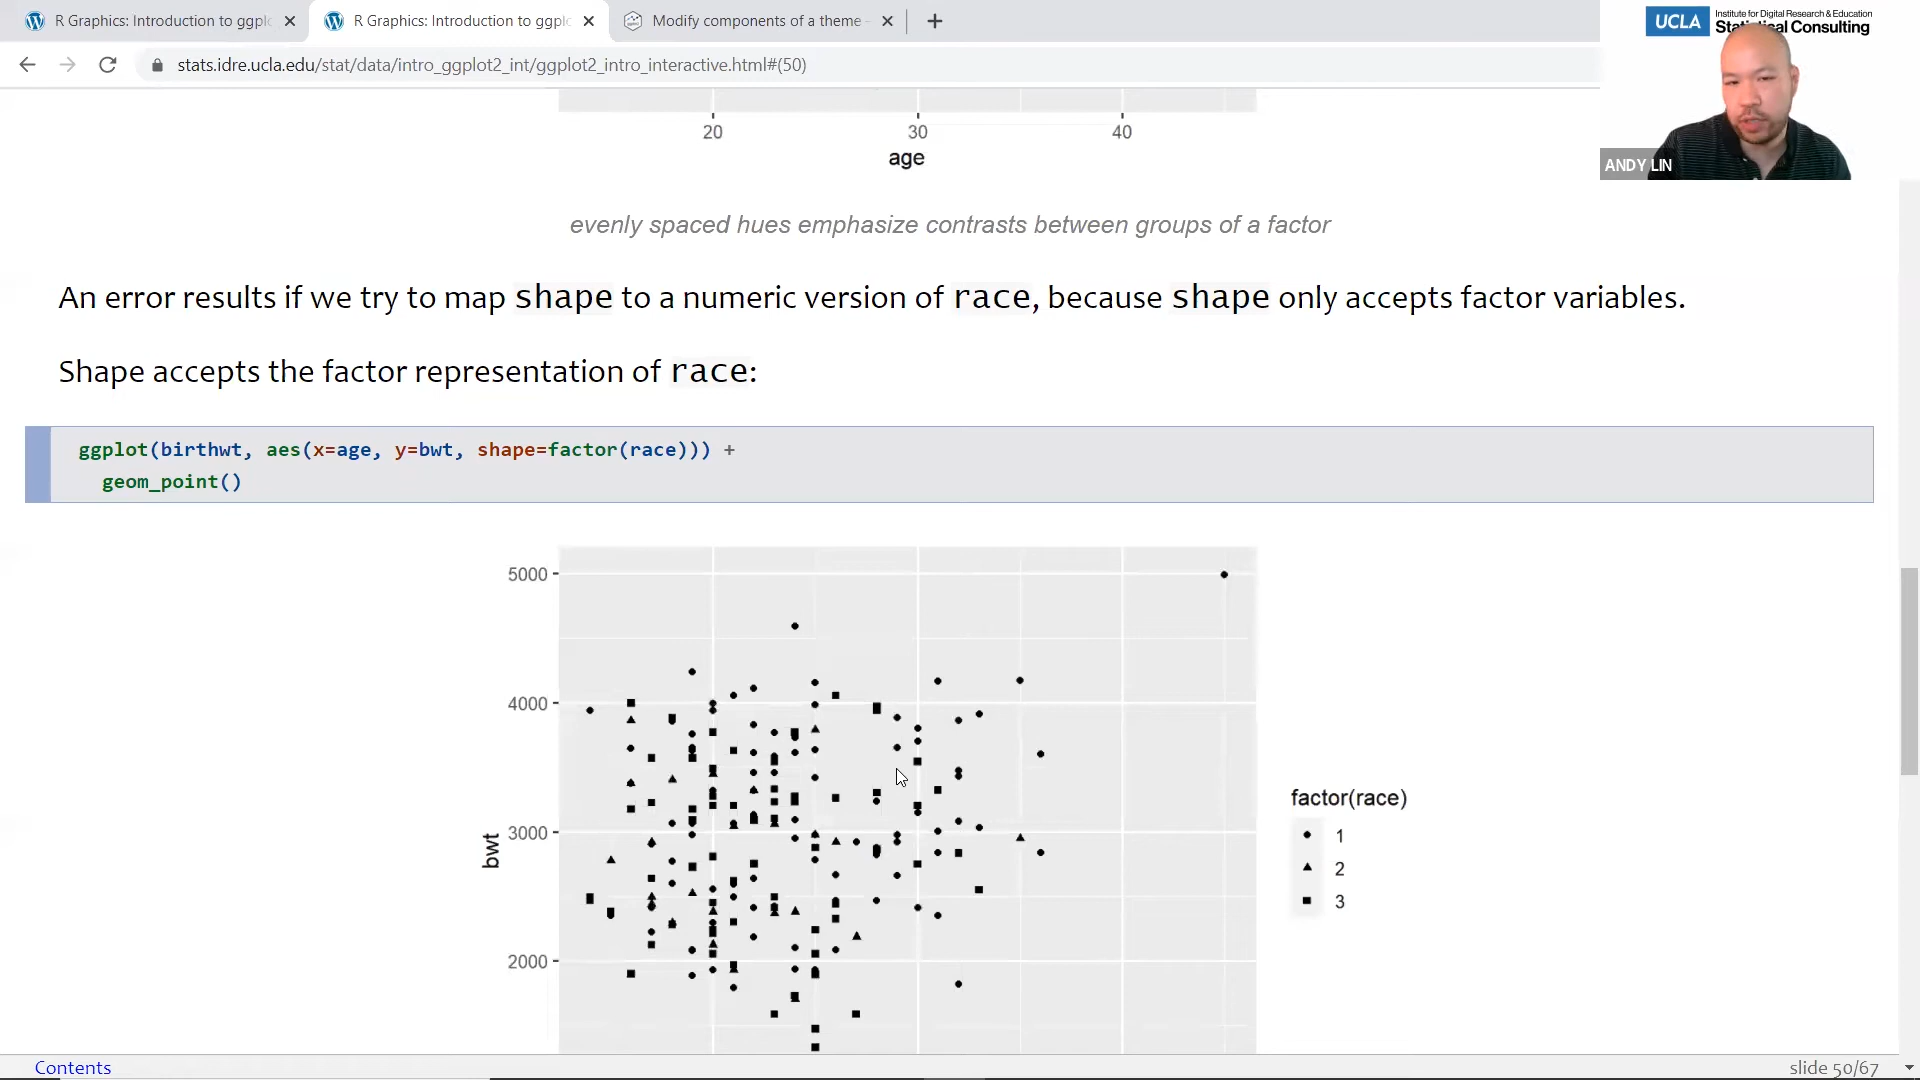 R Graphics: Introduction to ggpl
R Graphics: Introduction to ggpl
Modify components of a theme -
UCLA
Institute for Digital Research & Education
Statistical Consulting
stats.idre.ucla.edu/stat/data/intro_ggplot2_int/ggplot2_intro_interactive.html#(50)
ANDY LIN
20 30 40
age
evenly spaced hues emphasize contrasts between groups of a factor
An error results if we try to map shape to a numeric version of race, because shape only accepts factor variables.
Shape accepts the factor representation of race:
ggplot(birthwt, aes(x=age, y=bwt, shape=factor(race))) +
geom_point()
5000
4000
3000
2000
bwt
factor(race)
1
2
3
Contents
slide 50/67